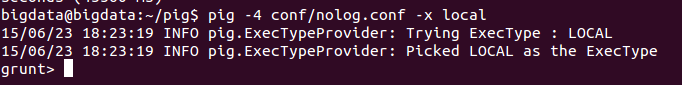 bigdata@bigdata:~/pig$ pig -4 conf/nolog.conf -x local
15/06/23 18:23:19 INFO pig.ExecTypeProvider: Trying ExecType : LOCAL
15/06/23 18:23:19 INFO pig.ExecTypeProvider: Picked LOCAL as the ExecType
grunt>